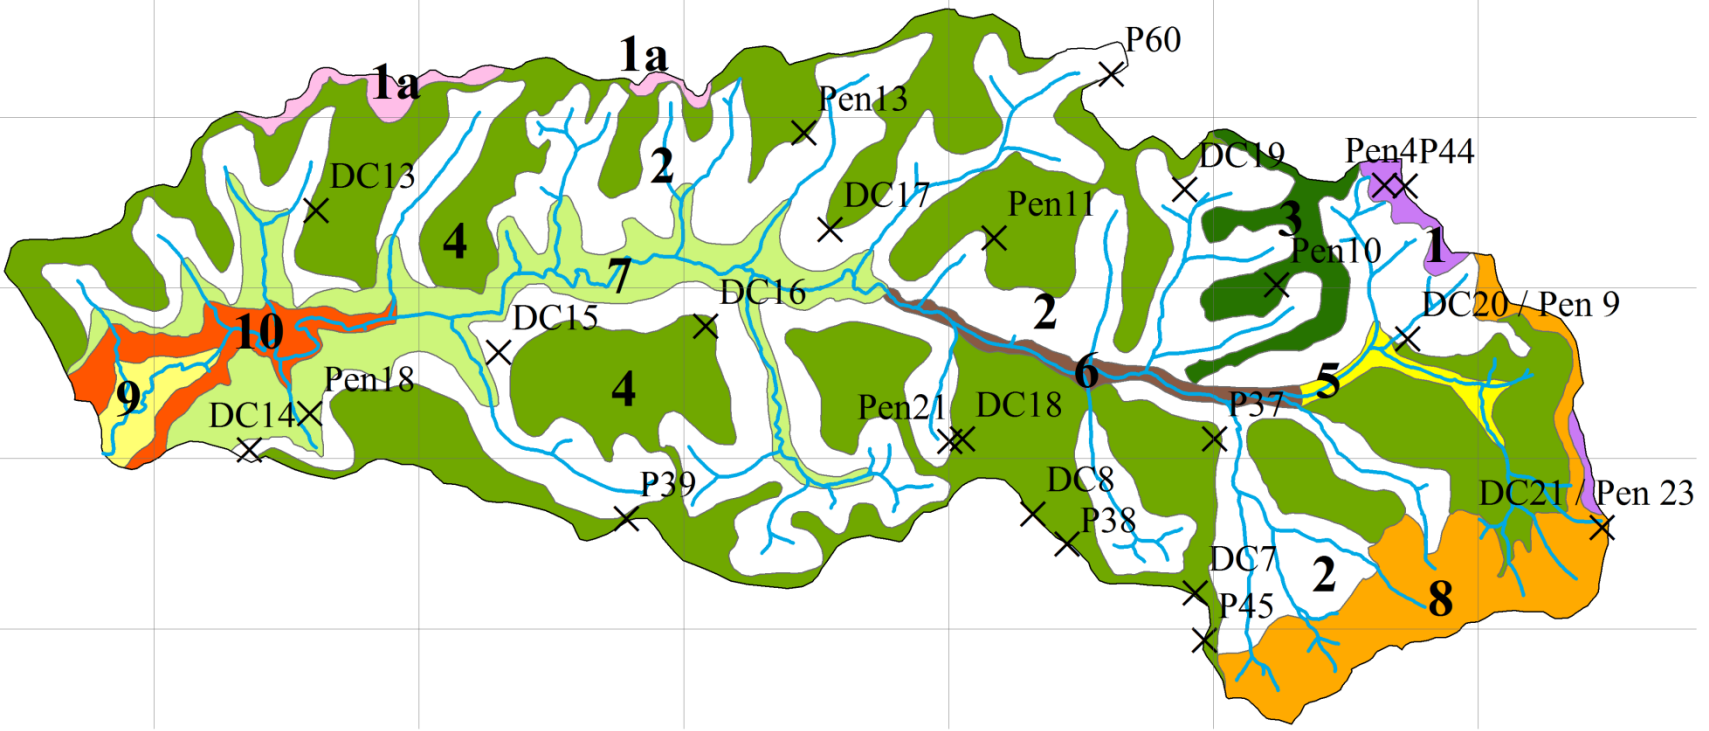 P60
1a
1a
Pen13
DC19
Pen4P44
2
DC13
DC17
Pen11
3
4
1
Pen10
7
DC16
DC15
2
DC20 / Pen 9
10
6
5
9
Pen18
4
DC14
Pen21
DC18
P37
P39
DC8
DC21 / Pen 23
P38
DC7
2
8
P45